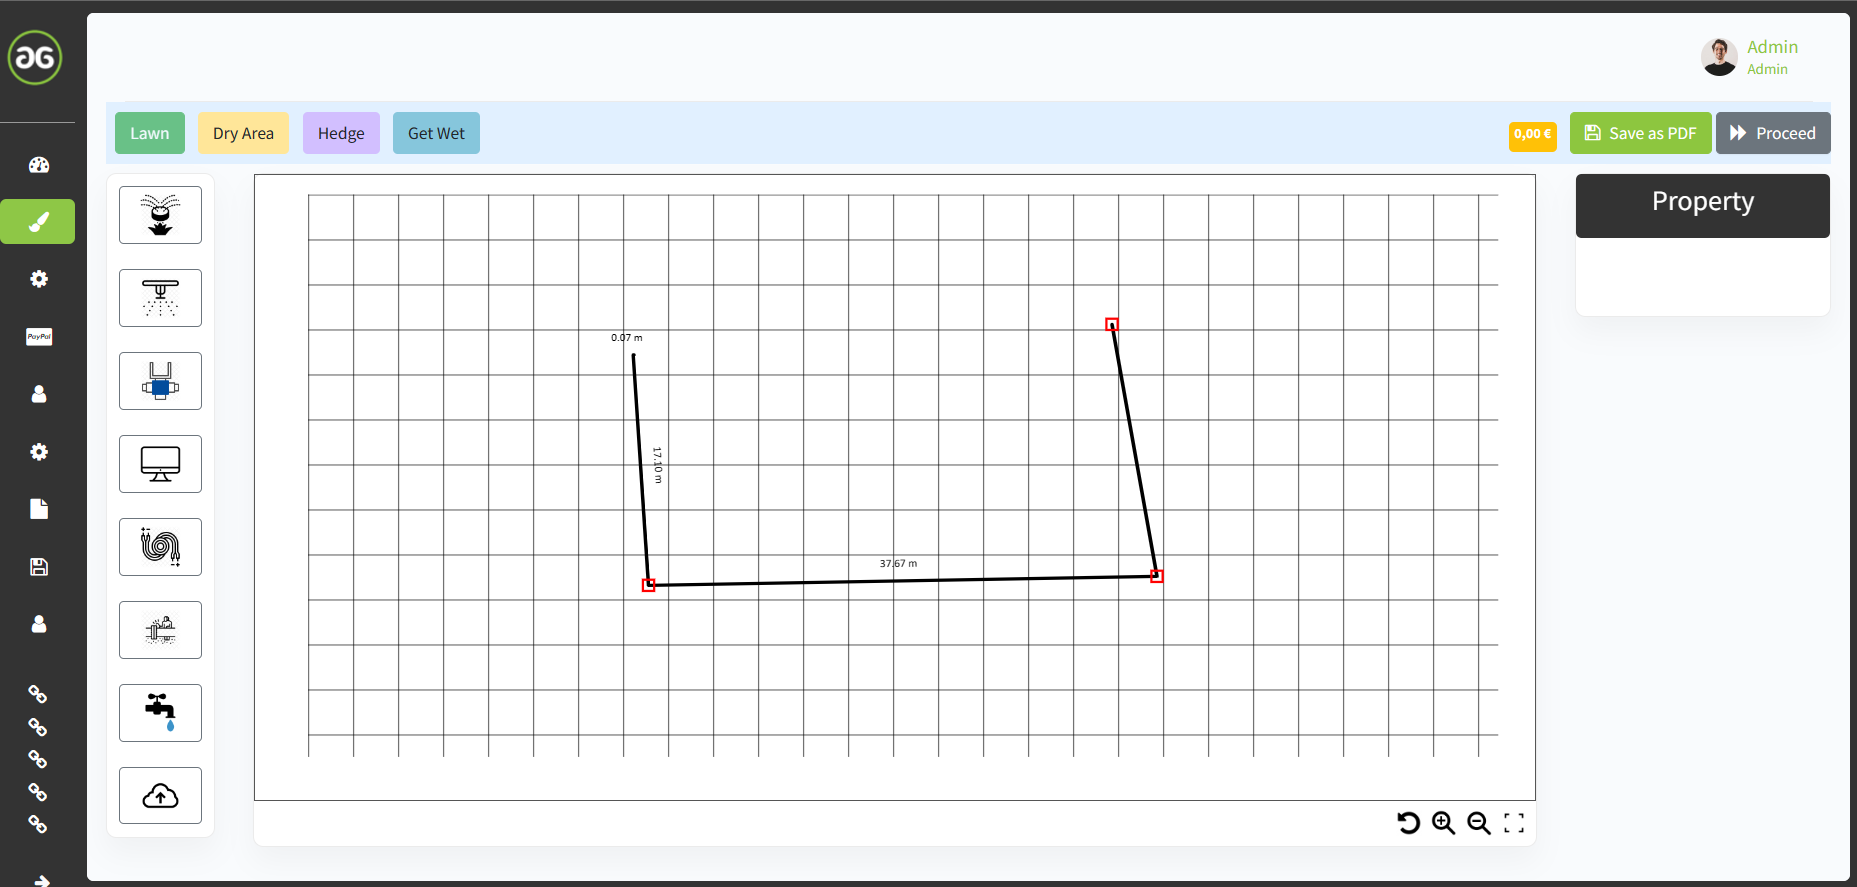 Admin
Admin
Lawn
Dry Area
Hedge
Get Wet
0,00 €
Save as PDF
Proceed
PayPal
Property
0.07 m
17.10 m
37.67 m